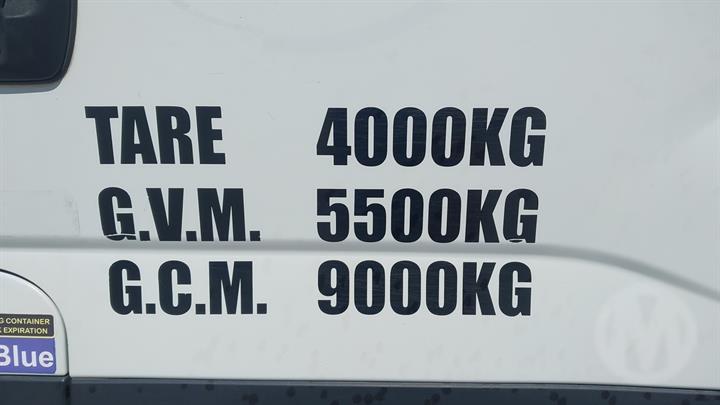 TARE 4000KG
G.V.M. 5500KG
G.C.M. 9000KG
G CONTAINER
EXPIRATION
Blue
M